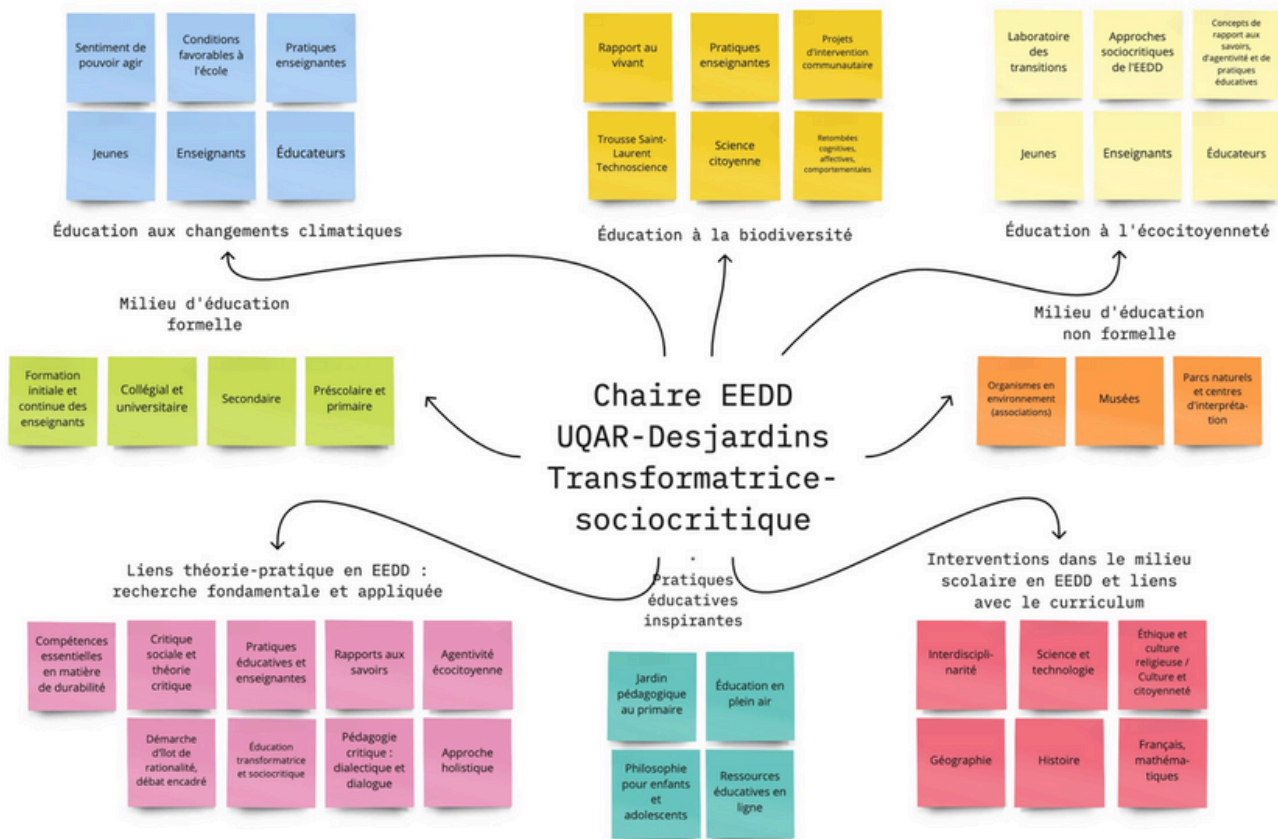 Sentiment de
pouvoir agir
Conditions
favorables à
l'école
Pratiques
enseignantes
Jeunes
Enseignants
Éducateurs
Éducation aux changements climatiques
Rapport au
vivant
Pratiques
enseignantes
Projets
d'intervention
communautaire
Trousse Saint-
Laurent
Technoscience
Science
citoyenne
Retombées
cognitives,
affectives,
comportementales
Éducation à la biodiversité
Laboratoire
des
transitions
Approches
sociocritiques
de l'EEDD
Concepts de
rapport aux
savoirs,
d'agentivité et de
pratiques
éducatives
Jeunes
Enseignants
Éducateurs
Éducation à l'écocitoyenneté
Milieu d'éducation
formelle
Formation
initiale et
continue des
enseignants
Collégial et
universitaire
Secondaire
Préscolaire et
primaire
Chaire EEDD
UQAR-Desjardins
Transformatrice-
sociocritique
Milieu d'éducation
non formelle
Organismes en
environnement
(associations)
Musées
Parcs naturels
et centres
d'interpréta-
tion
Liens théorie-pratique en EEDD :
recherche fondamentale et appliquée
Compétences
essentielles
en matière
de durabilité
Critique
sociale et
théorie
critique
Pratiques
éducatives et
enseignantes
Rapports aux
savoirs
Agentivité
écocitoyenne
Démarche
d'îlot de
rationalité,
débat encadré
Éducation
transformatrice
et sociocritique
Pédagogie
critique :
dialectique et
dialogue
Approche
holistique
.
Pratiques
éducatives
inspirantes
Jardin
pédagogique
au primaire
Éducation en
plein air
Philosophie
pour enfants
et
adolescents
Ressources
éducatives en
ligne
Interventions dans le milieu
scolaire en EEDD et liens
avec le curriculum
Interdiscipli-
narité
Science et
technologie
Éthique et
culture
religieuse /
Culture et
citoyenneté
Géographie
Histoire
Français,
mathéma-
tiques